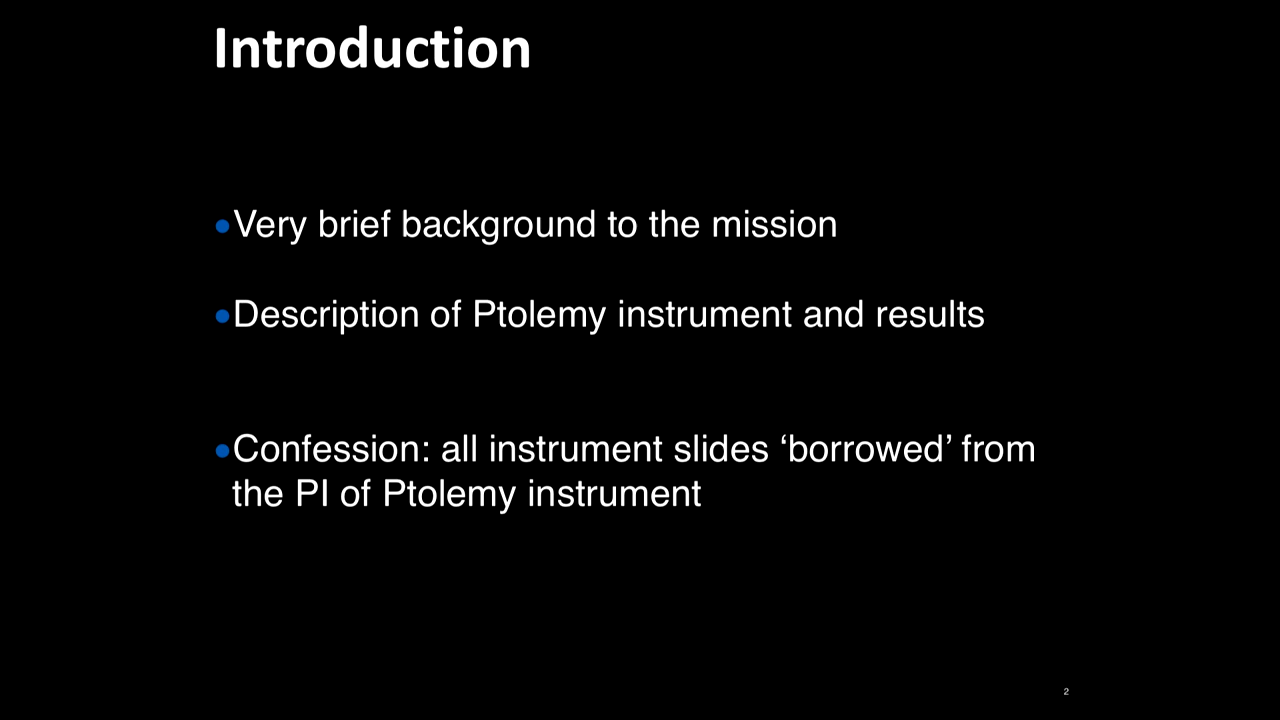 Introduction
●Very brief background to the mission
●Description of Ptolemy instrument and results
●Confession: all instrument slides ‘borrowed’ from
the PI of Ptolemy instrument
2